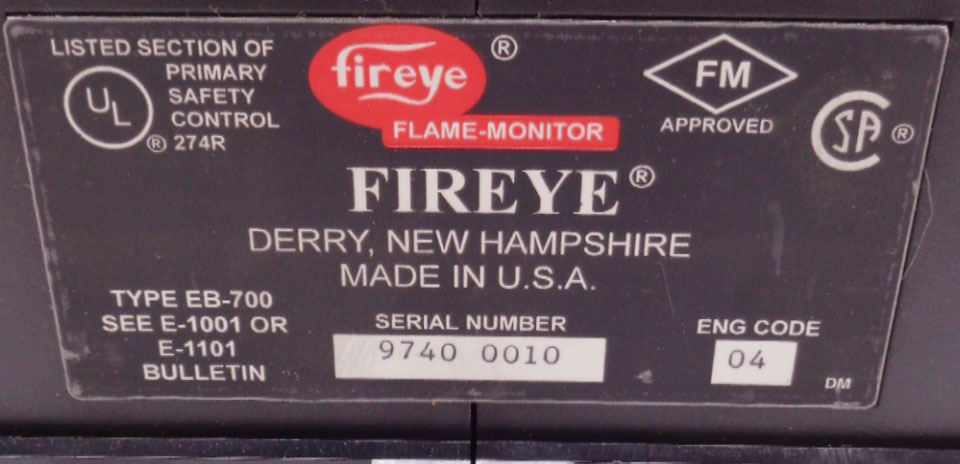 LISTED SECTION OF
PRIMARY
SAFETY
CONTROL
® 274R
UL
fireye ®
FLAME-MONITOR
FM
APPROVED
SA ®
FIREYE®
DERRY, NEW HAMPSHIRE
MADE IN U.S.A.
TYPE EB-700
SEE E-1001 OR
E-1101
BULLETIN
SERIAL NUMBER
9740 0010
ENG CODE
04
DM